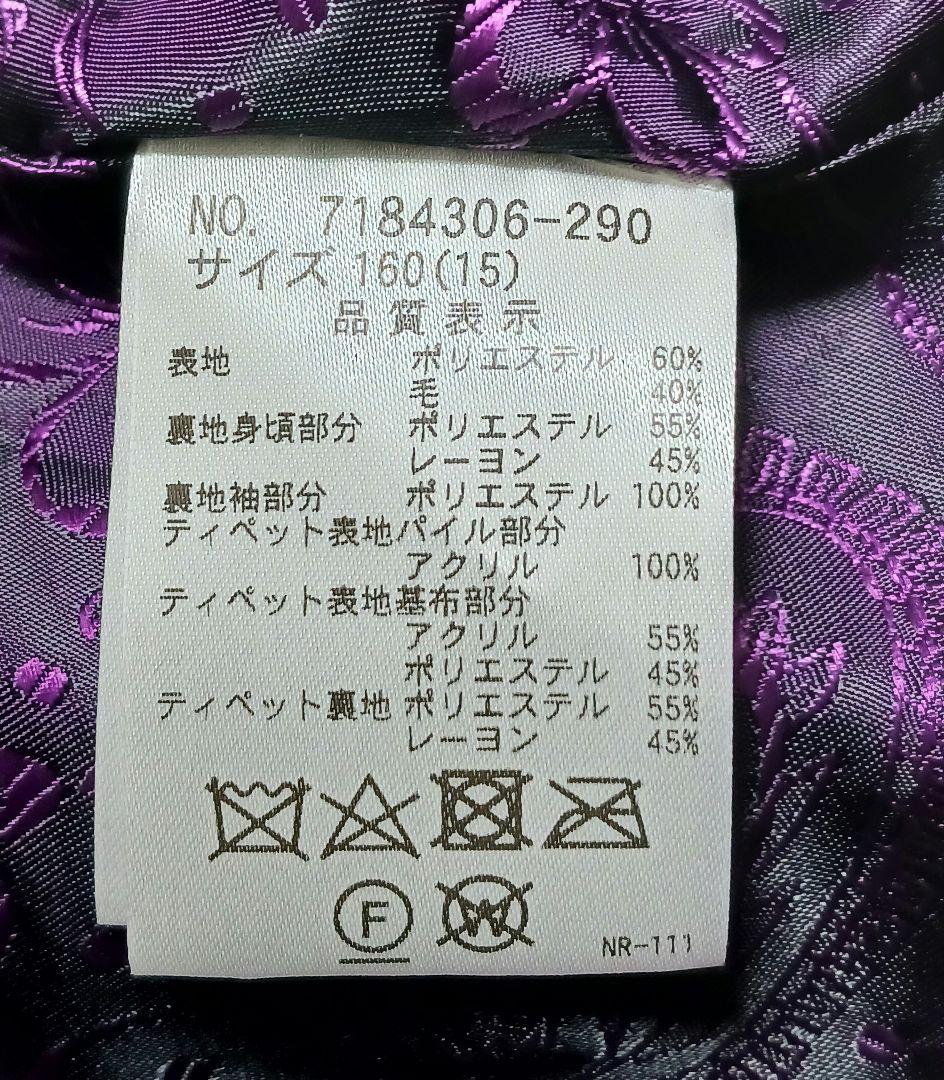 NO. 7184306-290
サイズ 160(15)
品質表示
表地 ポリエステル 60%
毛 40%
裏地身頃部分 ポリエステル 55%
レーヨン 45%
裏地袖部分 ポリエステル 100%
ティペット表地パイル部分
アクリル 100%
ティペット表地基布部分
アクリル 55%
ポリエステル 45%
ティペット裏地 ポリエステル 55%
レーヨン 45%
F W
NR-111